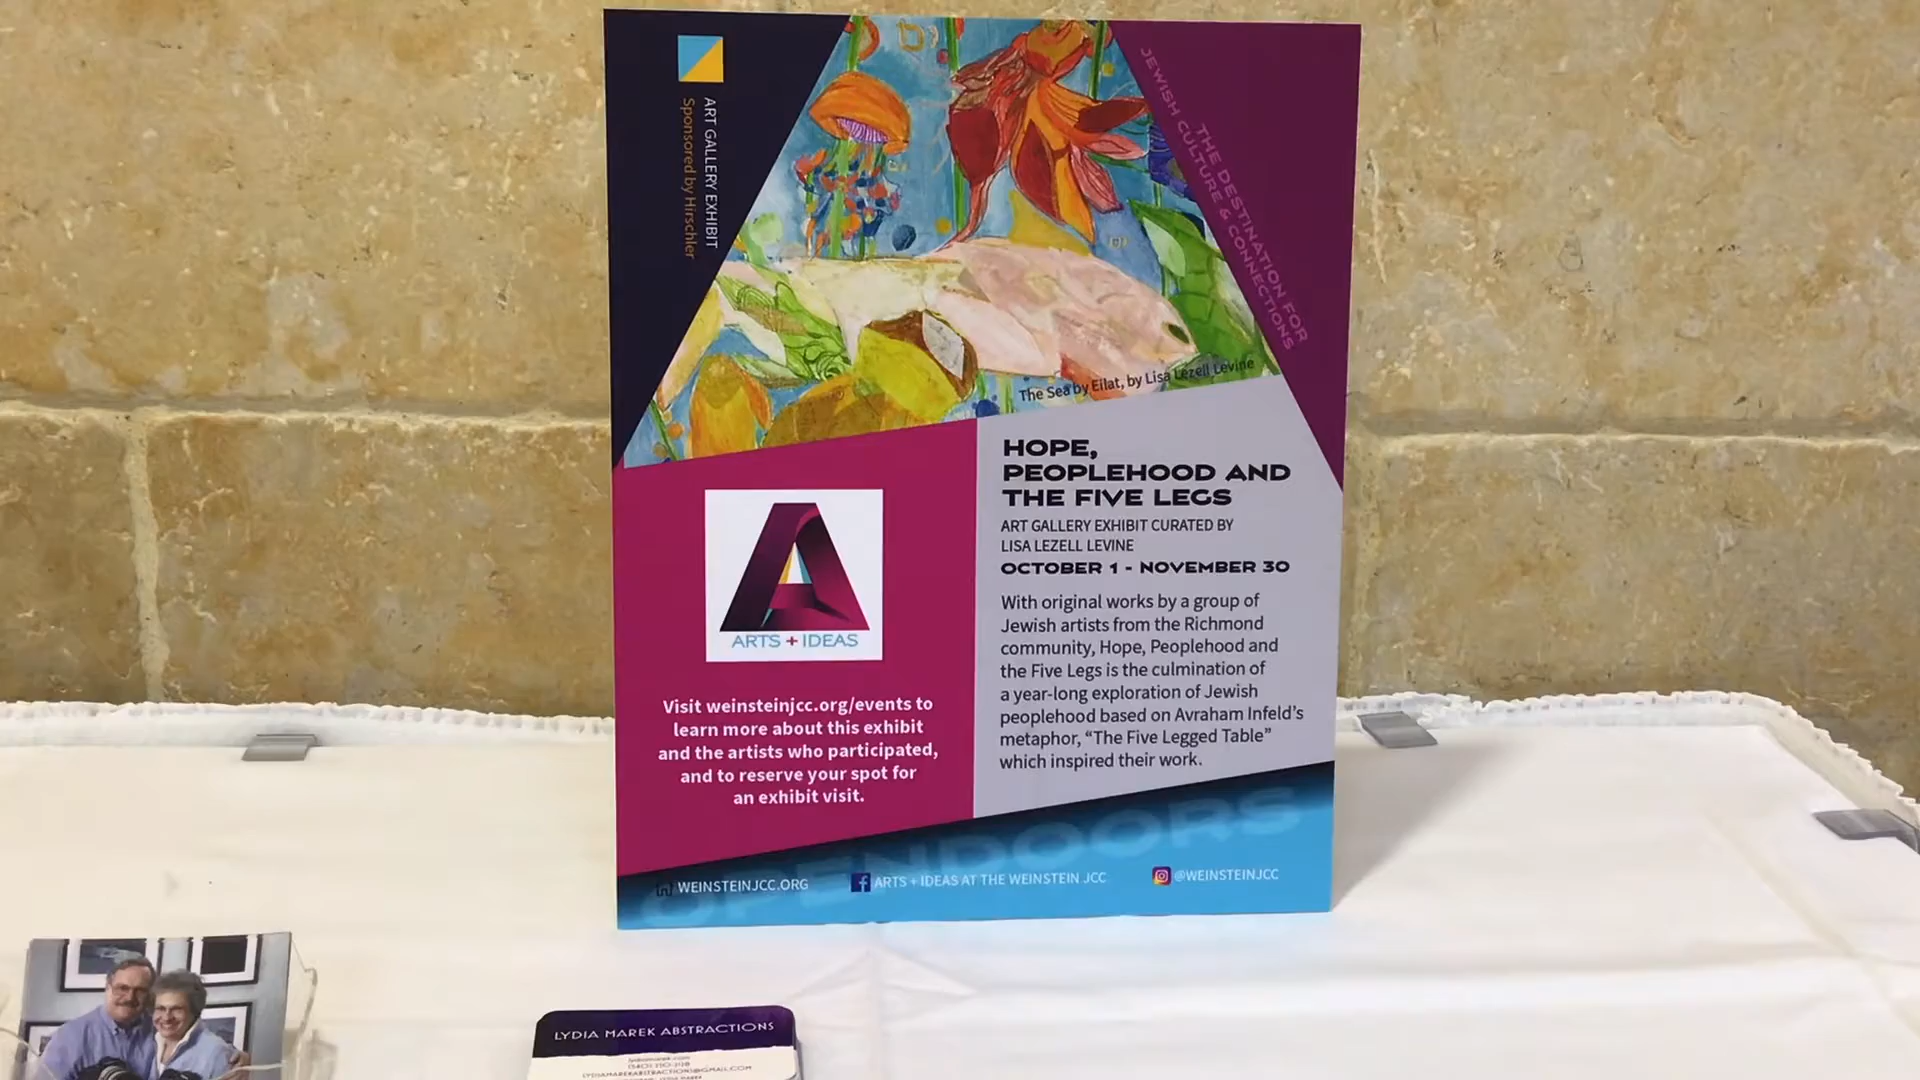 ART GALLERY EXHIBIT
Sponsored by Hirschler
THE DESTINATION FOR
JEWISH CULTURE & CONNECTIONS
The Sea by Eilat, by Lisa Lezell Levine
HOPE,
PEOPLEHOOD AND
THE FIVE LEGS
ART GALLERY EXHIBIT CURATED BY
LISA LEZELL LEVINE
OCTOBER 1 - NOVEMBER 30
With original works by a group of
Jewish artists from the Richmond
community, Hope, Peoplehood and
the Five Legs is the culmination of
a year-long exploration of Jewish
peoplehood based on Avraham Infeld's
metaphor, “The Five Legged Table”
which inspired their work.
A
ARTS + IDEAS
Visit weinsteinjcc.org/events to
learn more about this exhibit
and the artists who participated,
and to reserve your spot for
an exhibit visit.
OPENDOORS
WEINSTEINJCC.ORG
ARTS + IDEAS AT THE WEINSTEIN JCC
@WEINSTEINJCC
LYDIA MAREK ABSTRACTIONS
lydiamarek.com
LYDIAMAREKABSTRACTIONS@GMAIL.COM